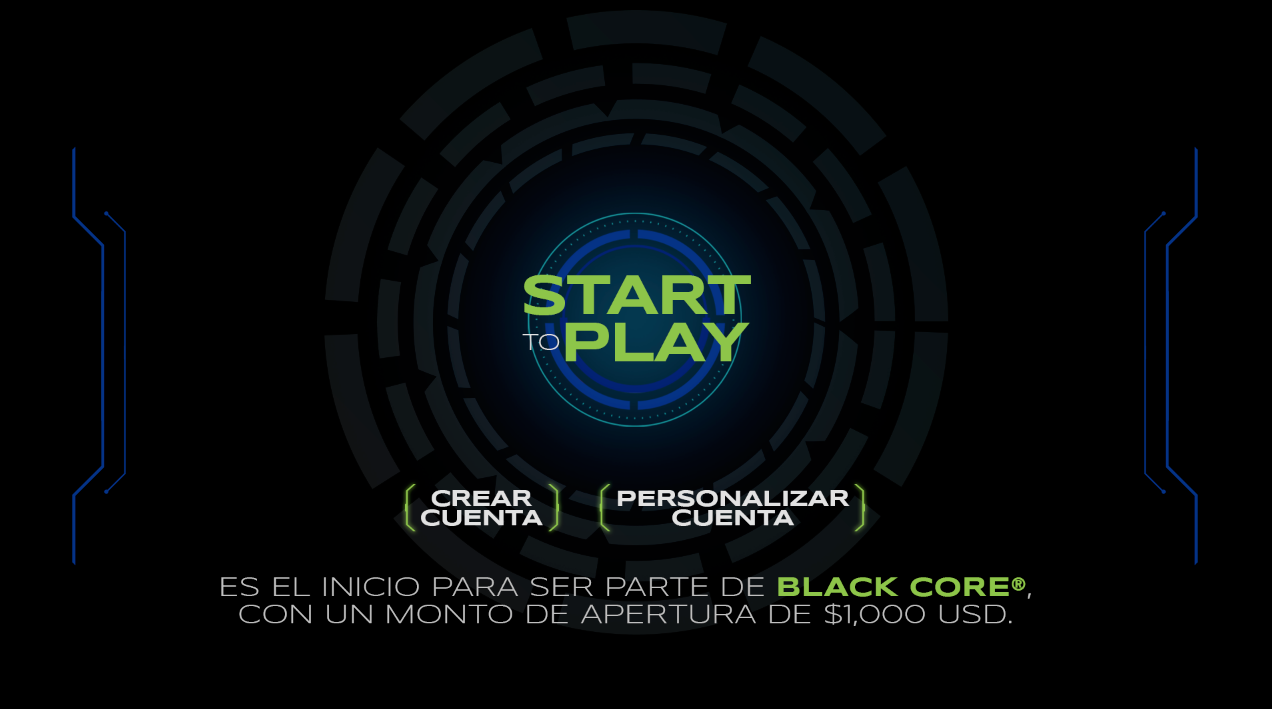 START
TO PLAY
CREAR
CUENTA
PERSONALIZAR
CUENTA
ES EL INICIO PARA SER PARTE DE BLACK CORE®,
CON UN MONTO DE APERTURA DE $1,000 USD.